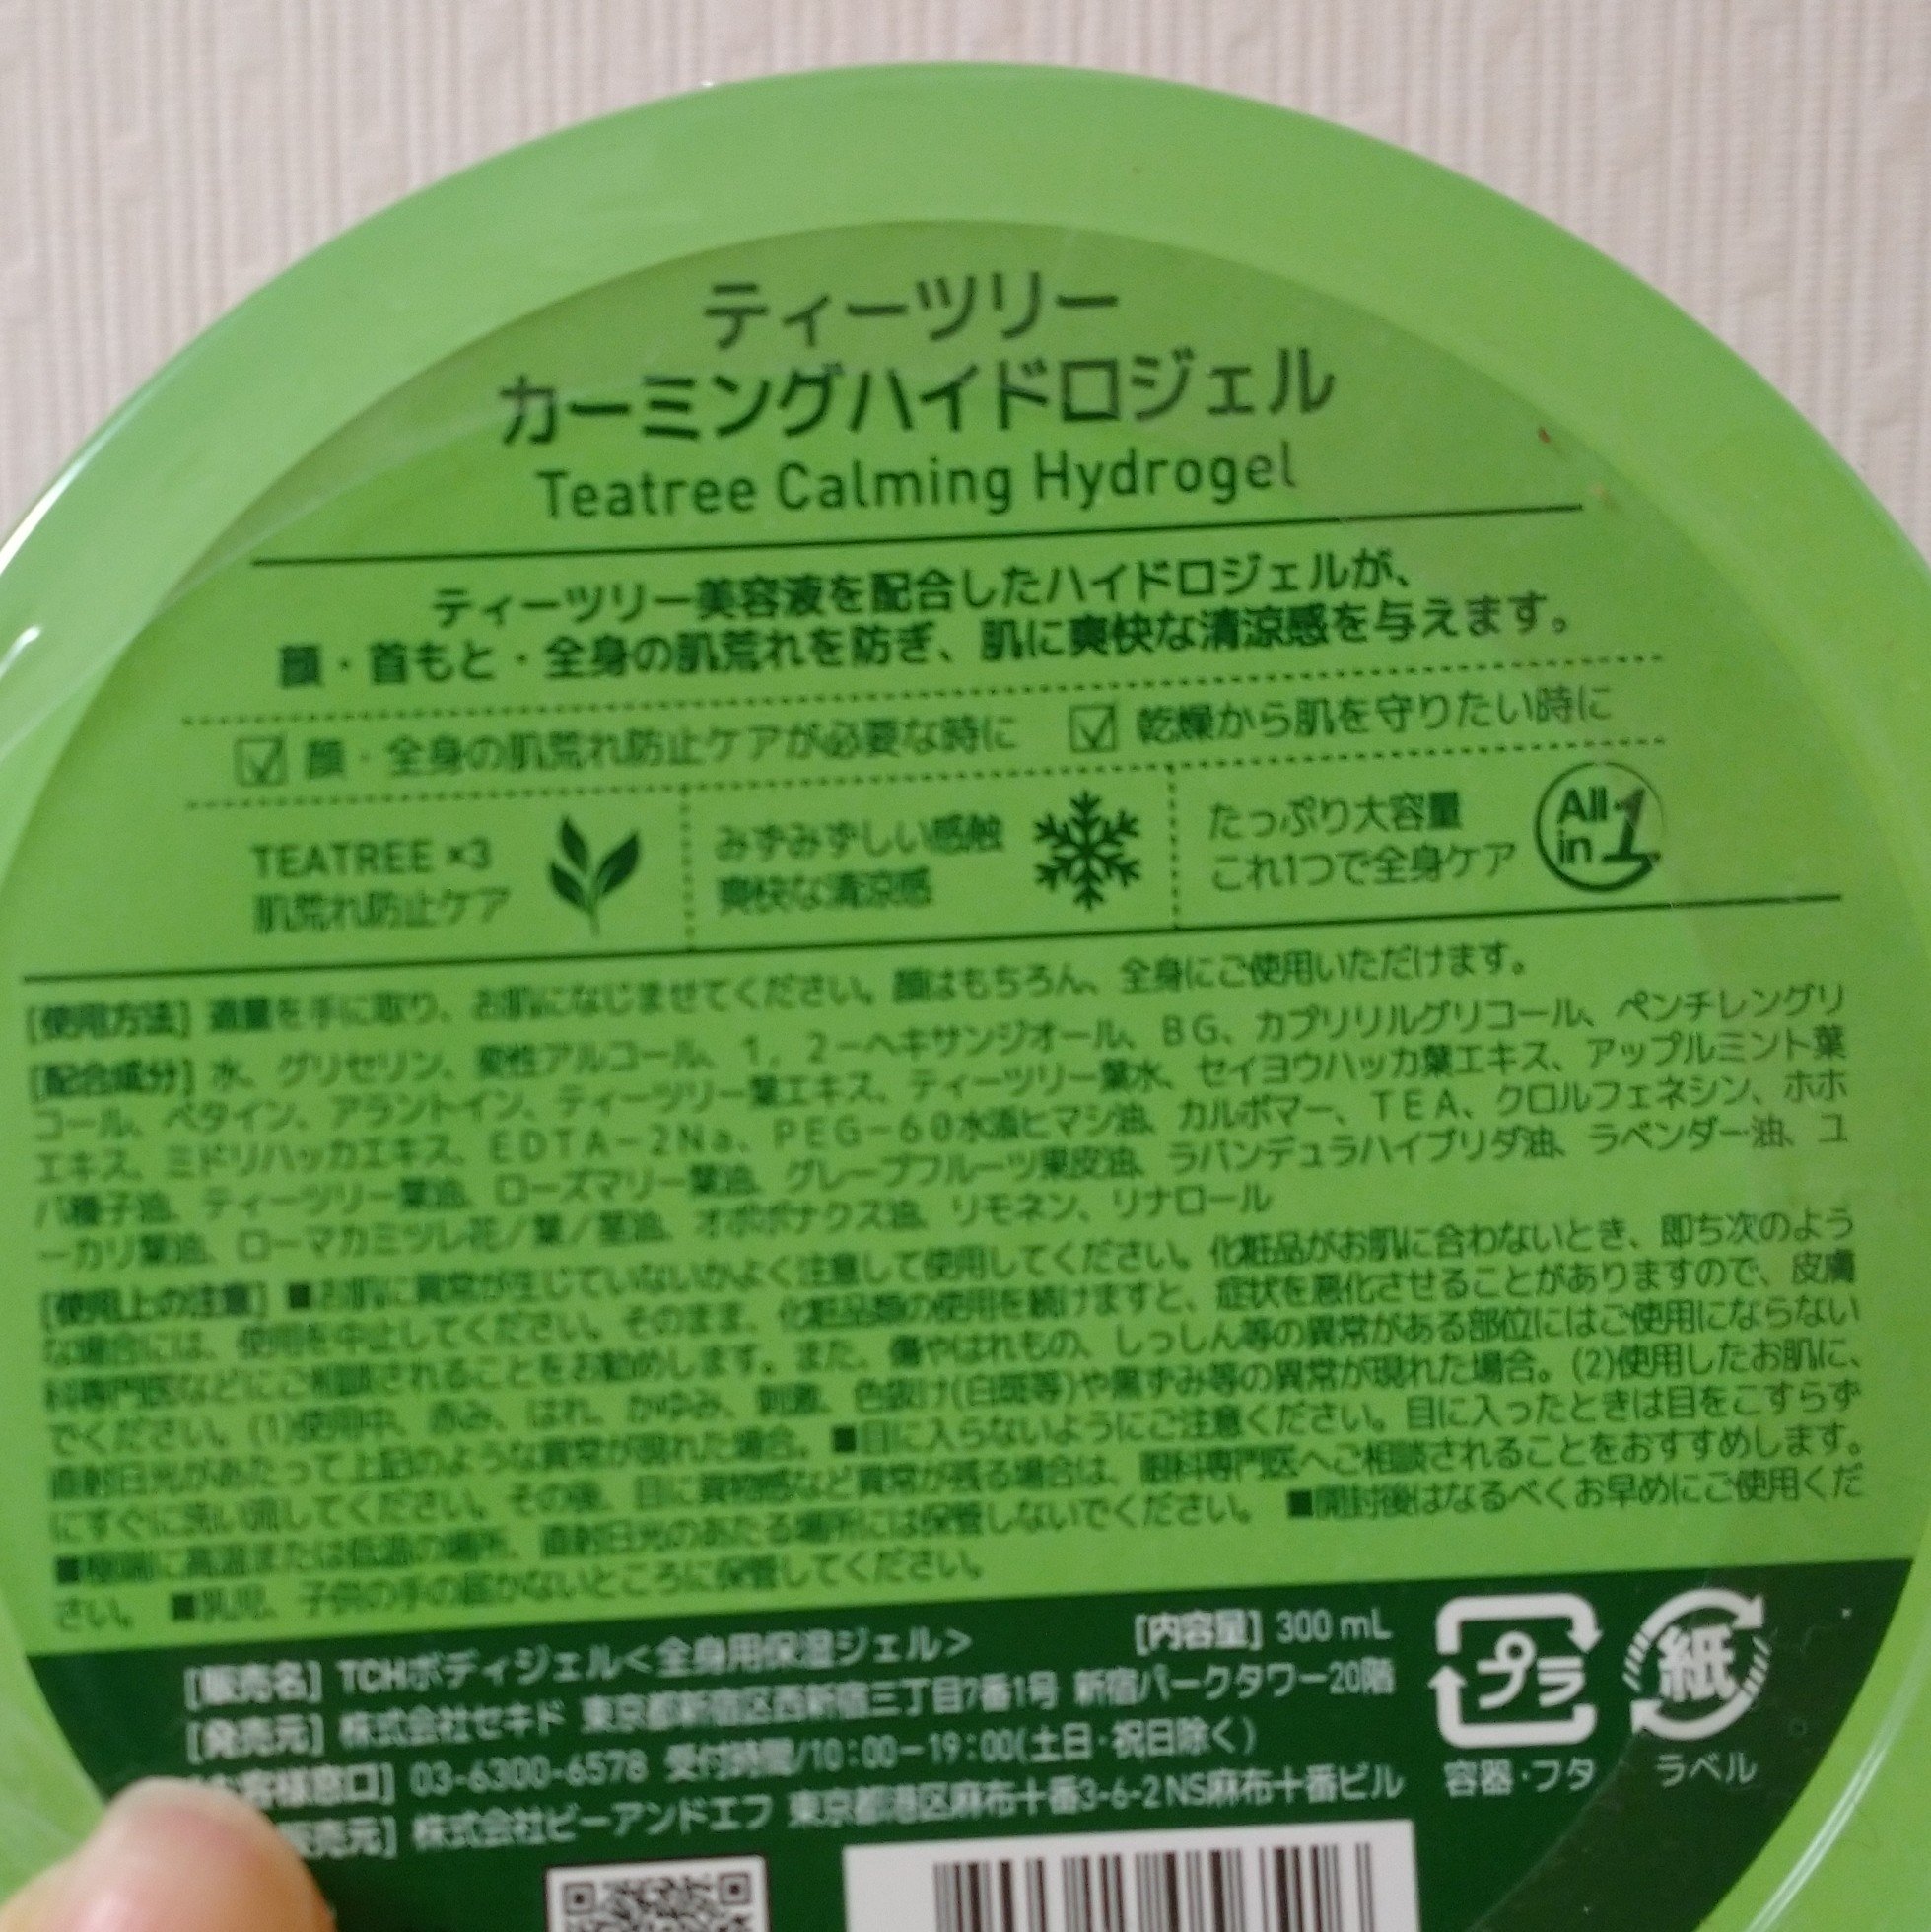 ティーツリー
カーミングハイドロジェル
Teatree Calming Hydrogel
ティーツリー美容液を配合したハイドロジェルが、
顔・首もと・全身の肌荒れを防ぎ、肌に爽快な清涼感を与えます。
顔・全身の肌荒れ防止ケアが必要な時に
乾燥から肌を守りたい時に
TEATREE ×3
肌荒れ防止ケア
みずみずしい感触
爽快な清涼感
たっぷり大容量
これ1つで全身ケア
All in 1
[使用方法] 適量を手に取り、お肌になじませてください。顔はもちろん、全身にご使用いただけます。
[配合成分] 水、グリセリン、変性アルコール、1，2－ヘキサンジオール、BG、カプリリルグリコール、ペンチレングリ
コール、ベタイン、アラントイン、ティーツリー葉エキス、ティーツリー葉水、セイヨウハッカ葉エキス、アップルミント葉
エキス、ミドリハッカエキス、EDTA－2Na、PEG－60水添ヒマシ油、カルボマー、TEA、クロルフェネシン、ホホ
バ種子油、ティーツリー葉油、ローズマリー葉油、グレープフルーツ果皮油、ラバンデュラハイブリダ油、ラベンダー油、ユ
ーカリ葉油、ローマカミツレ花／葉／茎油、オポポナクス油、リモネン、リナロール
[使用上の注意] ■お肌に異常が生じていないかよく注意して使用してください。化粧品がお肌に合わないとき、即ち次のよう
な場合には、使用を中止してください。そのまま、化粧品類の使用を続けますと、症状を悪化させることがありますので、皮膚
科専門医などにご相談されることをお勧めします。また、傷やはれもの、しっしん等の異常がある部位にはご使用にならない
でください。(1)使用中、赤み、はれ、かゆみ、刺激、色抜け(白斑等)や黒ずみ等の異常が現れた場合。(2)使用したお肌に、
直射日光があたって上記のような異常が現れた場合。■目に入らないようにご注意ください。目に入ったときは目をこすらず
にすぐに洗い流してください。その後、目に異物感など異常が残る場合は、眼科専門医へご相談されることをおすすめします。
■極端に高温または低温の場所、直射日光のあたる場所には保管しないでください。 ■開封後はなるべくお早めにご使用くだ
さい。 ■乳児、子供の手の届かないところに保管してください。
[販売名] TCHボディジェル＜全身用保湿ジェル＞ [内容量] 300 mL
[発売元] 株式会社セキド 東京都新宿区西新宿三丁目7番1号 新宿パークタワー20階
お客様窓口] 03-6300-6578 受付時間/10:00－19:00(土日・祝日除く)
販売元] 株式会社ビーアンドエフ 東京都港区麻布十番3-6-2 NS麻布十番ビル
プラ
容器・フタ
紙
ラベル